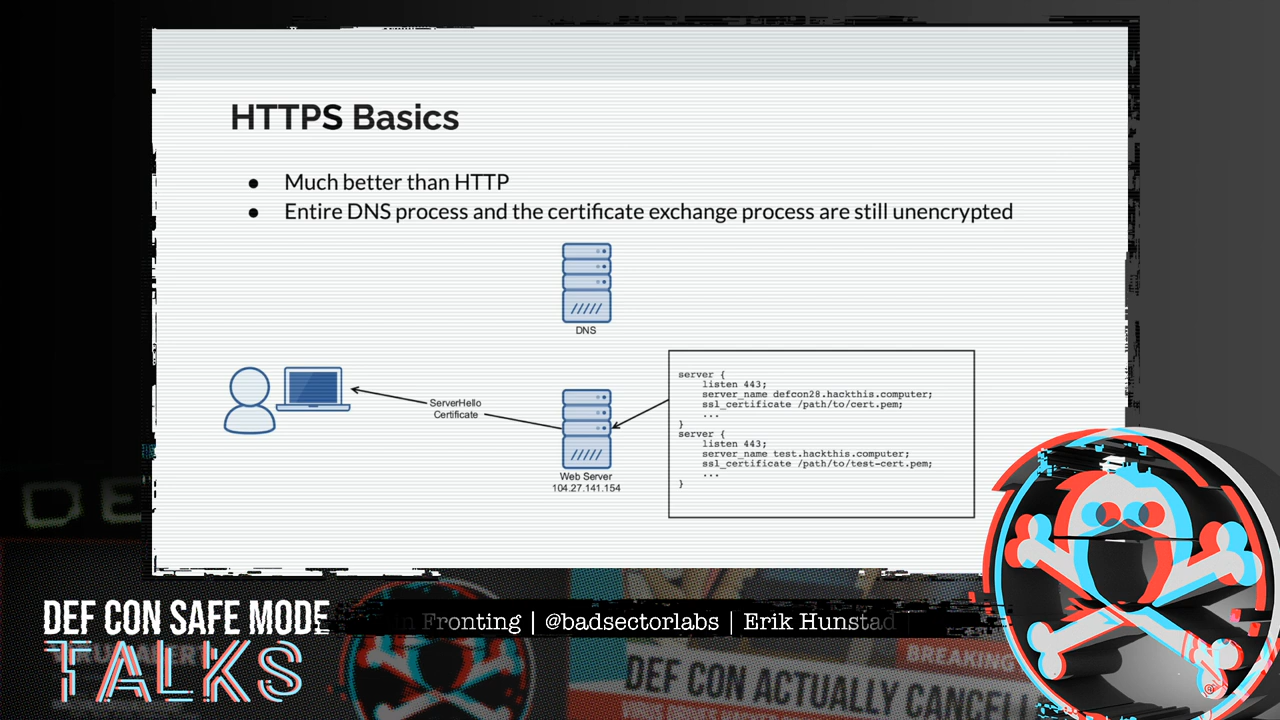 HTTPS Basics
● Much better than HTTP
● Entire DNS process and the certificate exchange process are still unencrypted
DNS
ServerHello
Certificate
Web Server
104.27.141.154
server {
listen 443;
server_name defcon28.hackthis.computer;
ssl_certificate /path/to/cert.pem;
...
}
server {
listen 443;
server_name test.hackthis.computer;
ssl_certificate /path/to/test-cert.pem;
...
}
DEF CON SAFE MODE
TALKS
Fronting | @badsectorlabs | Erik Hunstad
BREAKING
DEF CON ACTUALLY CANCELL